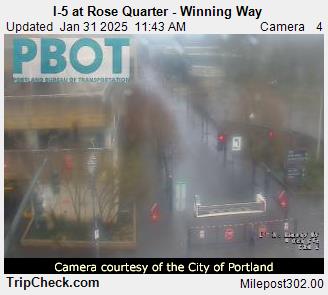 I-5 at Rose Quarter - Winning Way
Updated Jan 31 2025 11:43 AM Camera 4
PBOT
PORTLAND BUREAU OF TRANSPORTATION
Camera courtesy of the City of Portland
TripCheck.com Milepost302.00